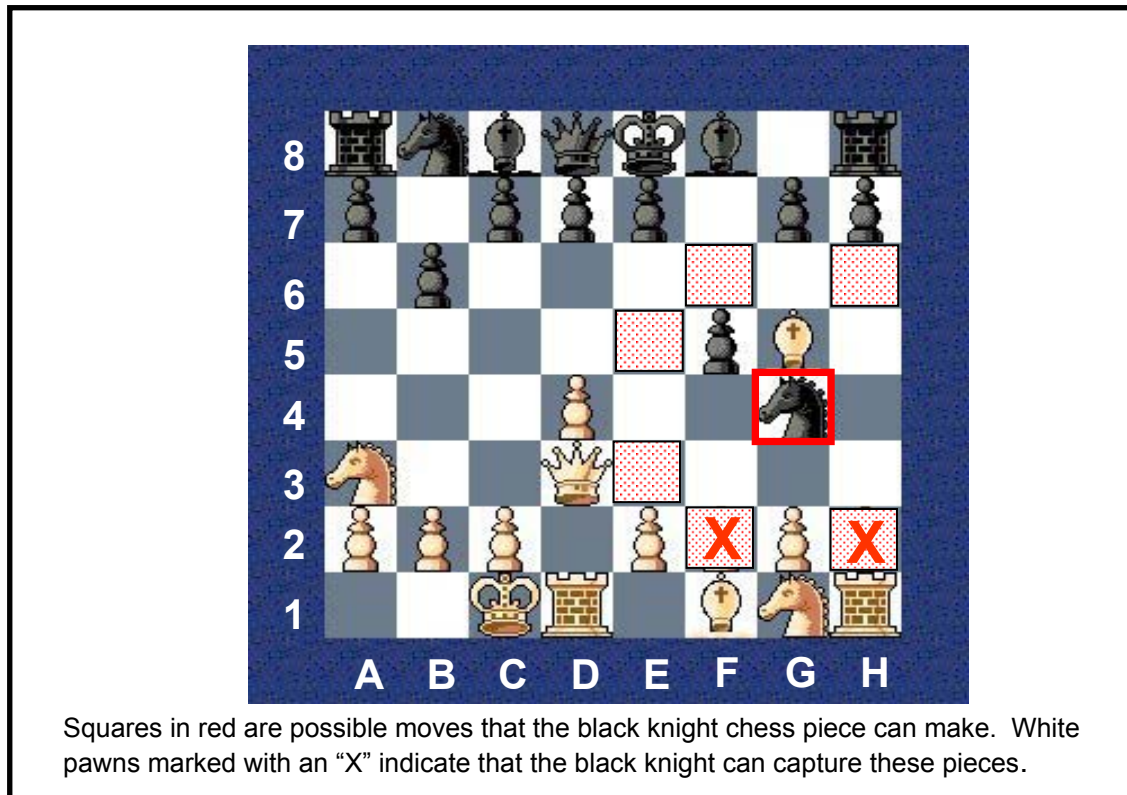 8
7
6
5
4
3
2 X X
1
A B C D E F G H
Squares in red are possible moves that the black knight chess piece can make. White
pawns marked with an “X” indicate that the black knight can capture these pieces.